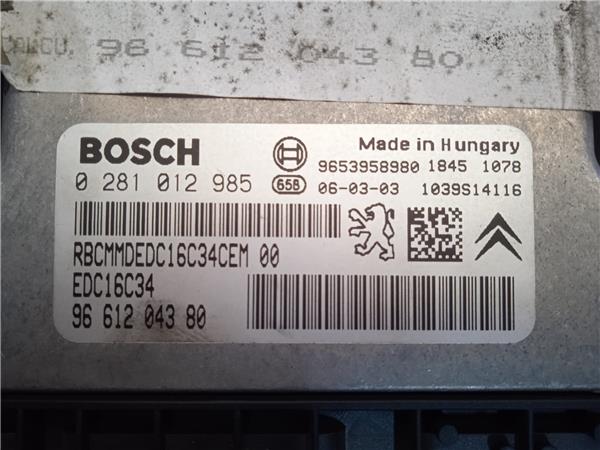 96 612 043 80
BOSCH
Made in Hungary
9653958980 1845 1078
0 281 012 985
65B
06-03-03 1039S14116
RBCMMDEDC16C34CEM 00
EDC16C34
96 612 043 80